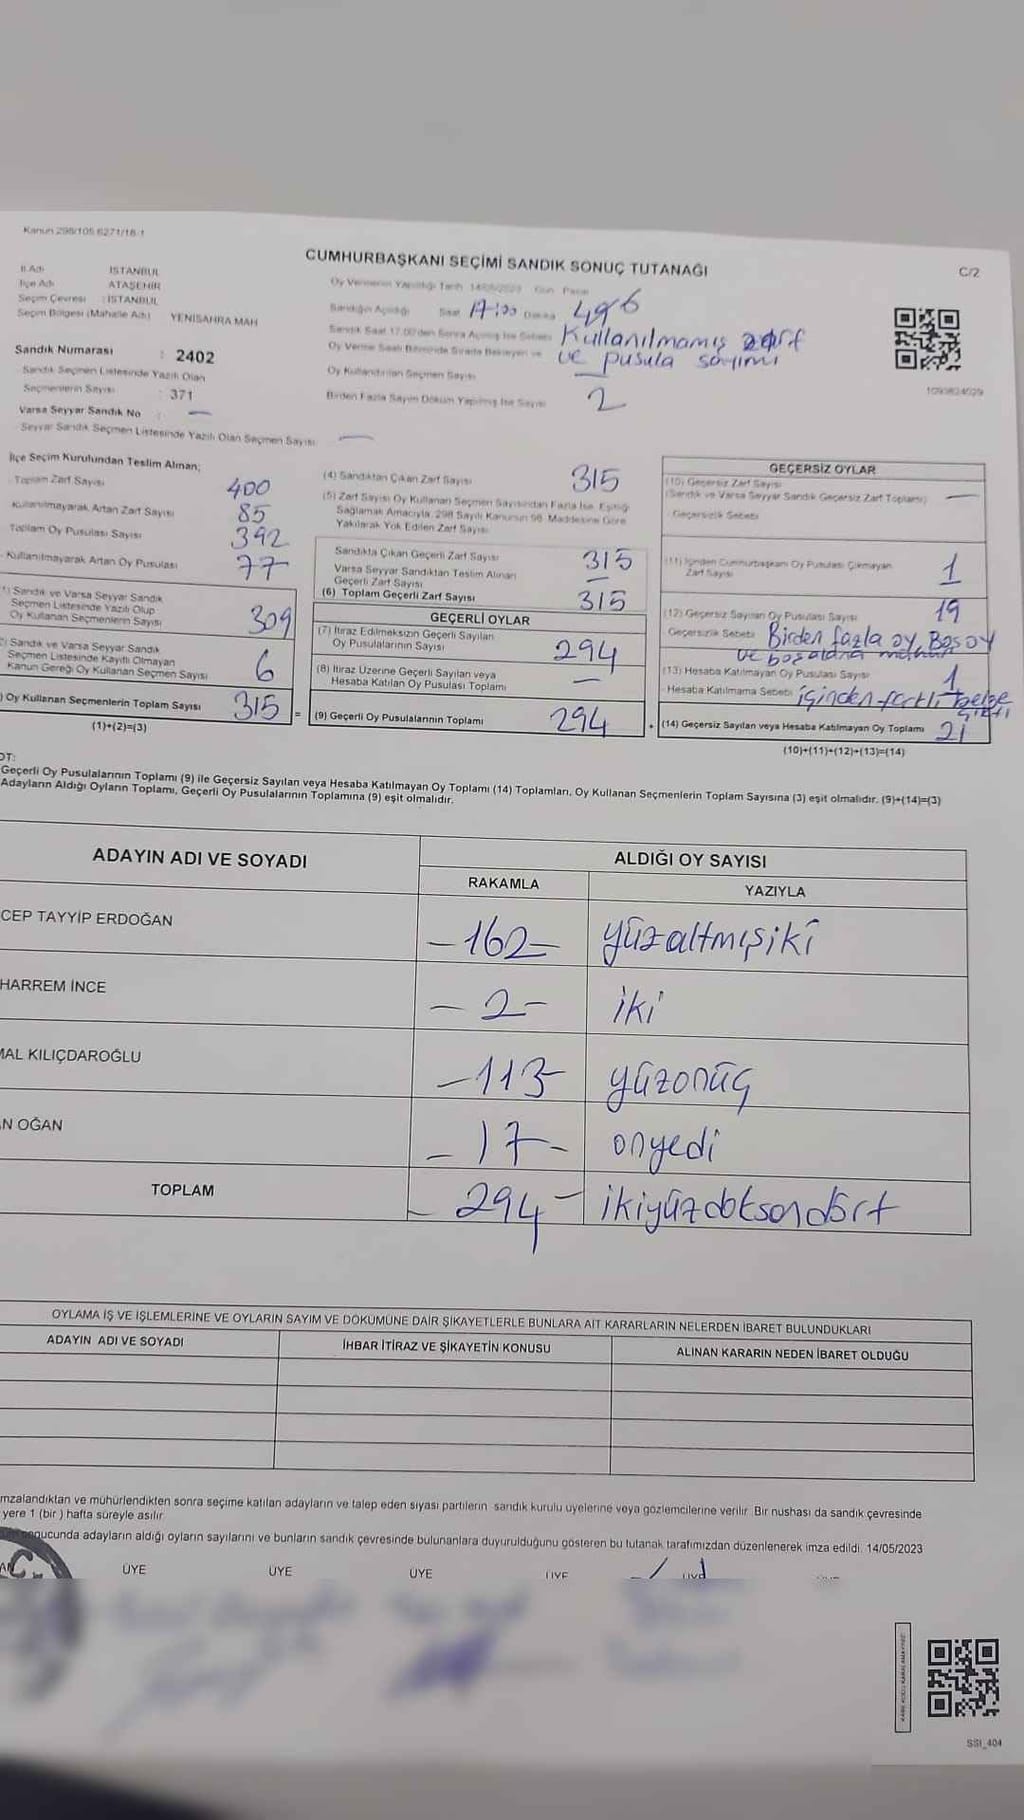 Kanun 298/105 6271/18-1
CUMHURBAŞKANI SEÇİMİ SANDIK SONUÇ TUTANAĞI
C/2
İl Adı İSTANBUL
İlçe Adı ATAŞEHİR
Seçim Çevresi : İSTANBUL
Seçim Bölgesi (Mahalle Adı) YENİSAHRA MAH
Sandık Numarası : 2402
Sandık Seçmen Listesinde Yazılı Olan
Seçmenlerin Sayısı : 371
Varsa Seyyar Sandık No —
Seyyar Sandık Seçmen Listesinde Yazılı Olan Seçmen Sayısı —
Oy Vermenin Yapıldığı Tarih 14/05/2023 Gün Pazar
Sandığın Açıldığı Saat 17:00 Dakika
Sandık Saat 17.00'den Sonra Açılmış İse Sebebi Kullanılmamış zarf
ve pusula sayımı
Oy Verme Saati Bitiminde Sırada Bekleyen ve
Oy Kullandırılan Seçmen Sayısı —
Birden Fazla Sayım Döküm Yapılmış İse Sayısı 2
1093624029
İlçe Seçim Kurulundan Teslim Alınan;
Toplam Zarf Sayısı 400
Kullanılmayarak Artan Zarf Sayısı 85
Toplam Oy Pusulası Sayısı 392
Kullanılmayarak Artan Oy Pusulası 77
1) Sandık ve Varsa Seyyar Sandık
Seçmen Listesinde Yazılı Olup
Oy Kullanan Seçmenlerin Sayısı 309
2) Sandık ve Varsa Seyyar Sandık
Seçmen Listesinde Kayıtlı Olmayan
Kanun Gereği Oy Kullanan Seçmen Sayısı 6
) Oy Kullanan Seçmenlerin Toplam Sayısı 315 =
(1)+(2)=(3)
(4) Sandıktan Çıkan Zarf Sayısı 315
(5) Zarf Sayısı Oy Kullanan Seçmen Sayısından Fazla İse, Eşitliği
Sağlamak Amacıyla, 298 Sayılı Kanunun 98. Maddesine Göre
Yakılarak Yok Edilen Zarf Sayısı
Sandıkta Çıkan Geçerli Zarf Sayısı 315
Varsa Seyyar Sandıktan Teslim Alınan
Geçerli Zarf Sayısı —
(6) Toplam Geçerli Zarf Sayısı 315
GEÇERLİ OYLAR
(7) İtiraz Edilmeksizin Geçerli Sayılan
Oy Pusulalarının Sayısı 294
(8) İtiraz Üzerine Geçerli Sayılan veya
Hesaba Katılan Oy Pusulası Toplamı —
(9) Geçerli Oy Pusulalarının Toplamı 294 +
GEÇERSİZ OYLAR
(10) Geçersiz Zarf Sayısı
(Sandık ve Varsa Seyyar Sandık Geçersiz Zarf Toplamı) —
Geçersizlik Sebebi
(11) İçinden Cumhurbaşkanı Oy Pusulası Çıkmayan
Zarf Sayısı 1
(12) Geçersiz Sayılan Oy Pusulası Sayısı 19
Geçersizlik Sebebi Birden fazla oy, Boş oy
ve boş alana mühür
(13) Hesaba Katılmayan Oy Pusulası Sayısı 1
Hesaba Katılmama Sebebi içinden farklı belge
çıktı
(14) Geçersiz Sayılan veya Hesaba Katılmayan Oy Toplamı 21
(10)+(11)+(12)+(13)=(14)
OT:
Geçerli Oy Pusulalarının Toplamı (9) ile Geçersiz Sayılan veya Hesaba Katılmayan Oy Toplamı (14) Toplamları, Oy Kullanan Seçmenlerin Toplam Sayısına (3) eşit olmalıdır. (9)+(14)=(3)
Adayların Aldığı Oyların Toplamı, Geçerli Oy Pusulalarının Toplamına (9) eşit olmalıdır.
ADAYIN ADI VE SOYADI
ALDIĞI OY SAYISI
RAKAMLA YAZIYLA
CEP TAYYİP ERDOĞAN -162- yüzaltmışiki
HARREM İNCE -2- iki
MAL KILIÇDAROĞLU -113- yüzonüç
AN OĞAN -17- onyedi
TOPLAM -294- ikiyüzdoksandört
OYLAMA İŞ VE İŞLEMLERİNE VE OYLARIN SAYIM VE DÖKÜMÜNE DAİR ŞİKAYETLERLE BUNLARA AİT KARARLARIN NELERDEN İBARET BULUNDUKLARI
ADAYIN ADI VE SOYADI İHBAR İTİRAZ VE ŞİKAYETİN KONUSU ALINAN KARARIN NEDEN İBARET OLDUĞU
mzalandıktan ve mühürlendikten sonra seçime katılan adayların ve talep eden siyasi partilerin sandık kurulu üyelerine veya gözlemcilerine verilir. Bir nushası da sandık çevresinde
yere 1 (bir) hafta süreyle asılır.
ucunda adayların aldığı oyların sayılarını ve bunların sandık çevresinde bulunanlara duyurulduğunu gösteren bu tutanak tarafımızdan düzenlenerek imza edildi. 14/05/2023
ÜYE ÜYE ÜYE ÜYE
SSI_404